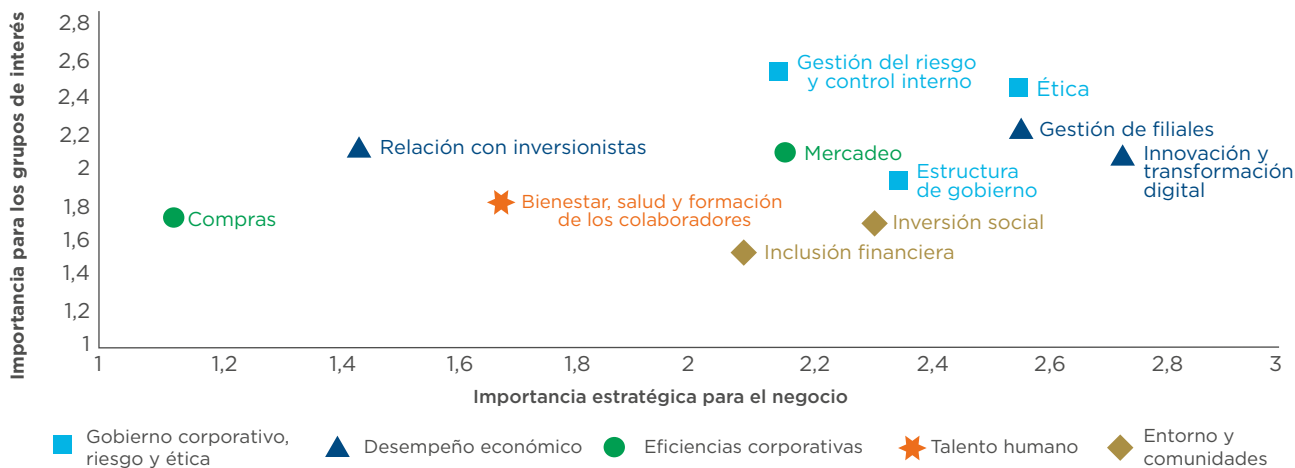 Importancia para los grupos de interés
2,8
2,6
2,4
2,2
2
1,8
1,6
1,4
1,2
1
Gestión del riesgo
y control interno
Ética
Gestión de filiales
Relación con inversionistas
Mercadeo
Innovación y
transformación
digital
Estructura
de gobierno
Bienestar, salud y formación
de los colaboradores
Compras
Inversión social
Inclusión financiera
1 1,2 1,4 1,6 1,8 2 2,2 2,4 2,6 2,8 3
Importancia estratégica para el negocio
Gobierno corporativo,
riesgo y ética
Desempeño económico
Eficiencias corporativas
Talento humano
Entorno y
comunidades